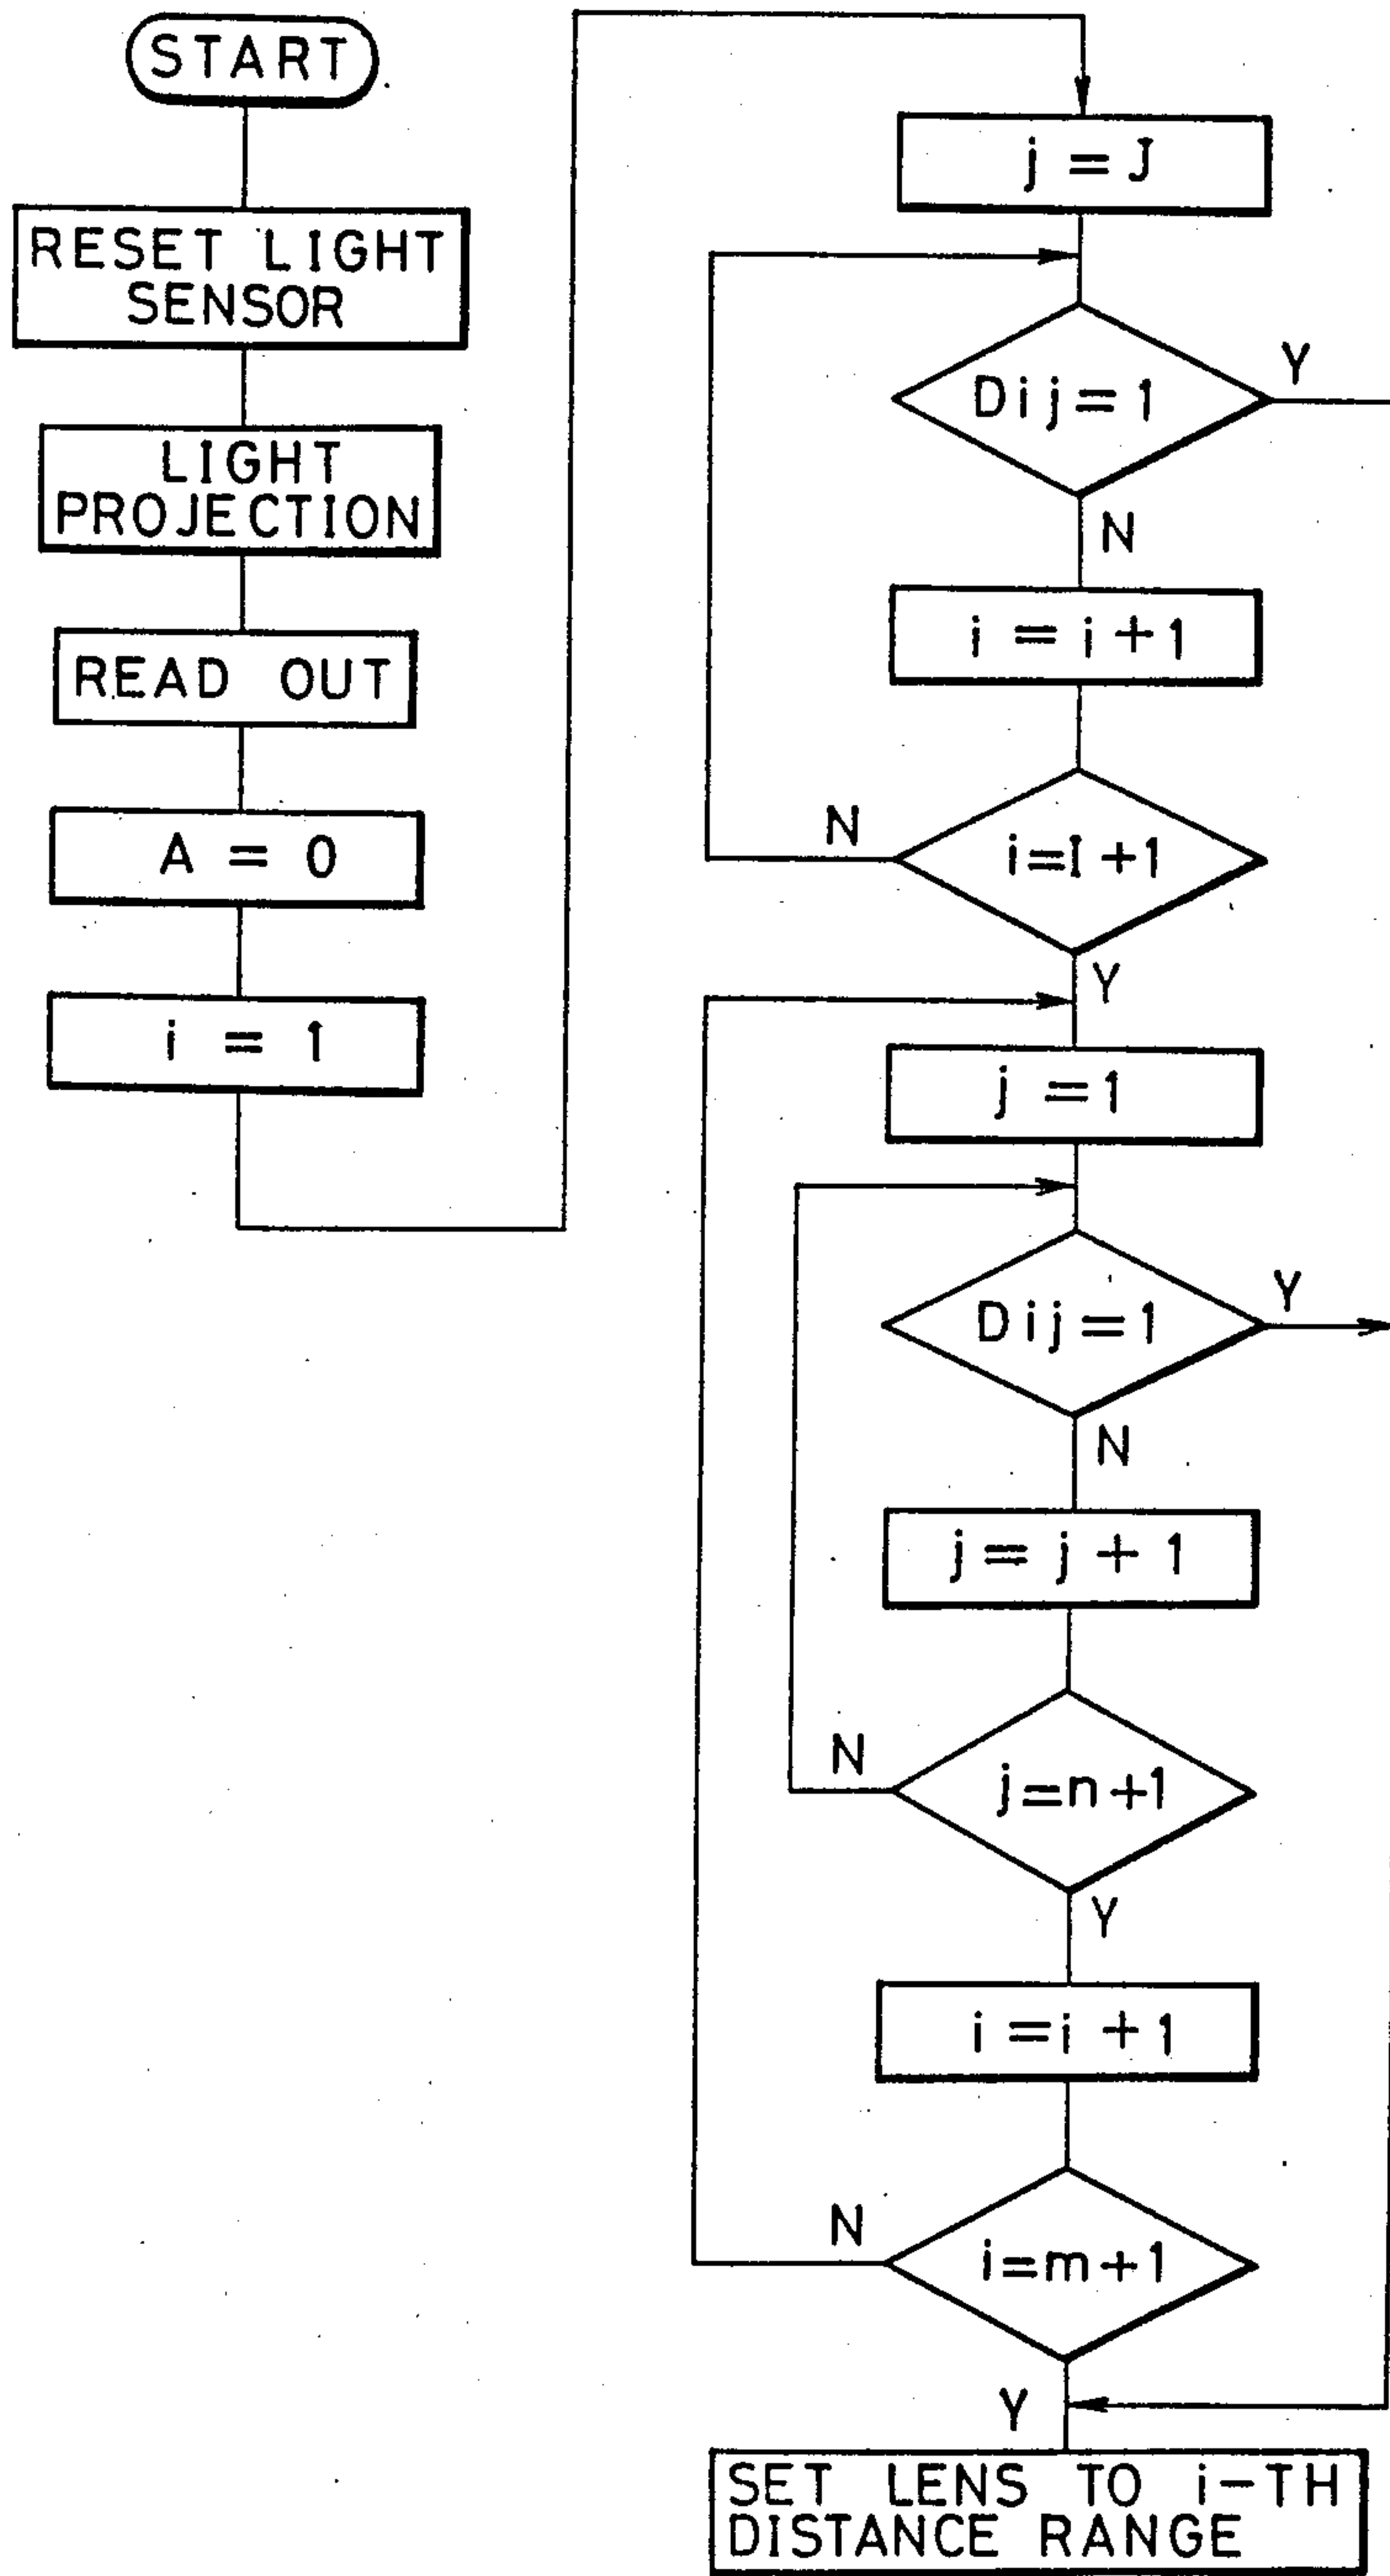 START
RESET LIGHT
SENSOR
LIGHT
PROJECTION
READ OUT
A = 0
i = 1
j = J
Dij = 1
Y
N
i = i + 1
i = I + 1
N
Y
j = 1
Dij = 1
Y
N
j = j + 1
j = n + 1
N
Y
i = i + 1
i = m + 1
N
Y
SET LENS TO i-TH
DISTANCE RANGE